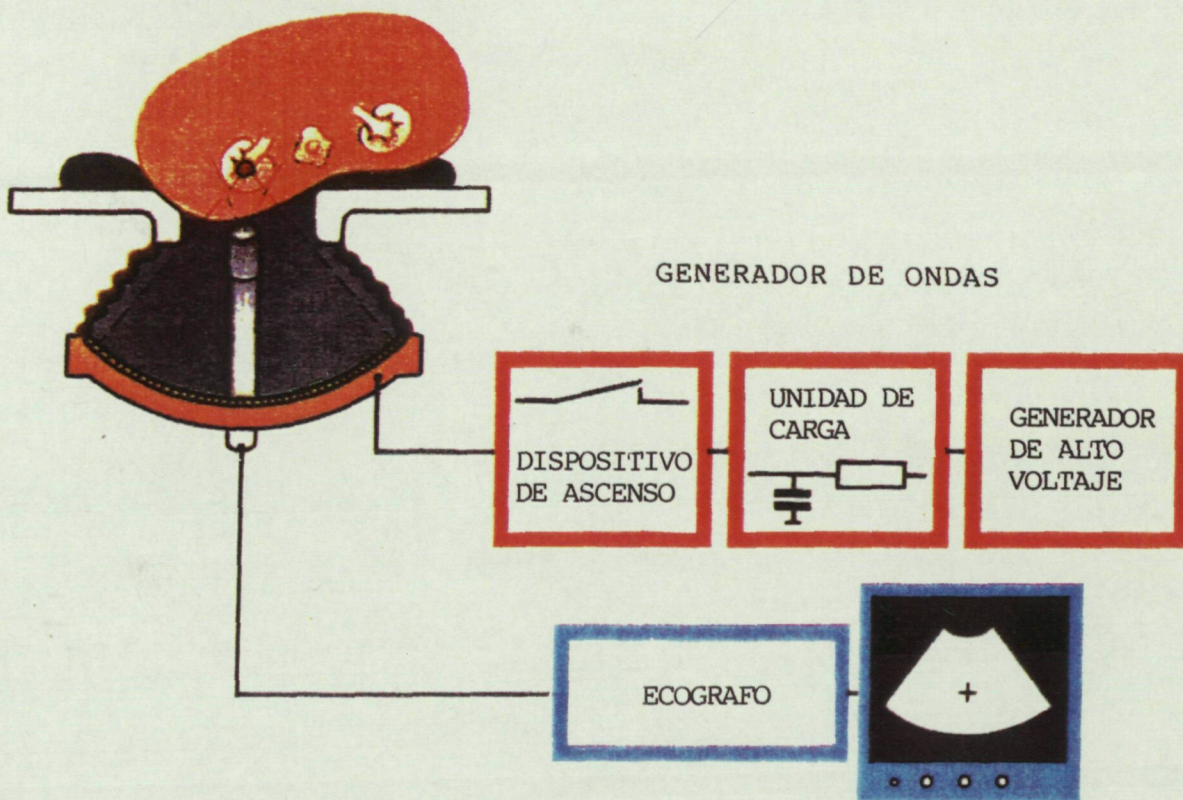 GENERADOR DE ONDAS
DISPOSITIVO
DE ASCENSO
UNIDAD DE
CARGA
GENERADOR
DE ALTO
VOLTAJE
ECOGRAFO